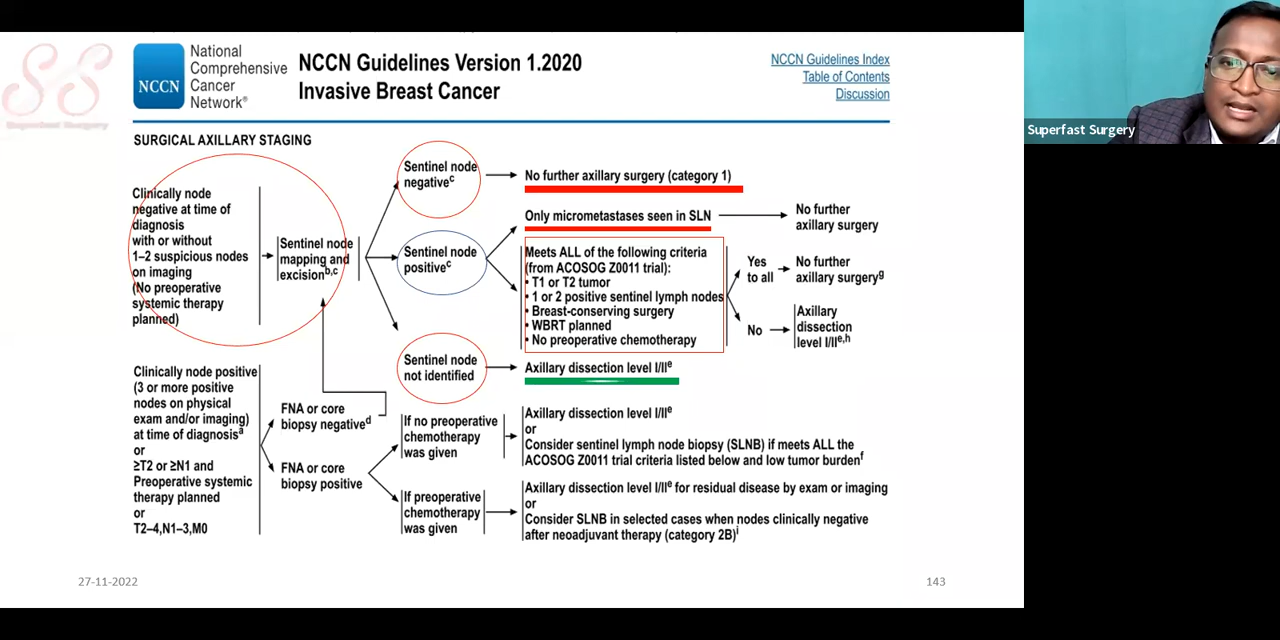 National
Comprehensive
Cancer
Network®
NCCN
NCCN Guidelines Version 1.2020
Invasive Breast Cancer
NCCN Guidelines Index
Table of Contents
Discussion
Superfast Surgery
Superfast Surgery
SURGICAL AXILLARY STAGING
Clinically node
negative at time of
diagnosis
with or without
1–2 suspicious nodes
on imaging
(No preoperative
systemic therapy
planned)
Sentinel node
mapping and
excisionb,c
Sentinel node
negativec
No further axillary surgery (category 1)
Sentinel node
positivec
Only micrometastases seen in SLN
No further
axillary surgery
Meets ALL of the following criteria
(from ACOSOG Z0011 trial):
• T1 or T2 tumor
• 1 or 2 positive sentinel lymph nodes
• Breast-conserving surgery
• WBRT planned
• No preoperative chemotherapy
Yes
to all
No further
axillary surgeryg
No
Axillary
dissection
level I/IIe,h
Sentinel node
not identified
Axillary dissection level I/IIe
Clinically node positive
(3 or more positive
nodes on physical
exam and/or imaging)
at time of diagnosisa
or
≥T2 or ≥N1 and
Preoperative systemic
therapy planned
or
T2–4,N1–3,M0
FNA or core
biopsy negatived
FNA or core
biopsy positive
If no preoperative
chemotherapy
was given
Axillary dissection level I/IIe
or
Consider sentinel lymph node biopsy (SLNB) if meets ALL the
ACOSOG Z0011 trial criteria listed below and low tumor burdenf
If preoperative
chemotherapy
was given
Axillary dissection level I/IIe for residual disease by exam or imaging
or
Consider SLNB in selected cases when nodes clinically negative
after neoadjuvant therapy (category 2B)i
27-11-2022
143